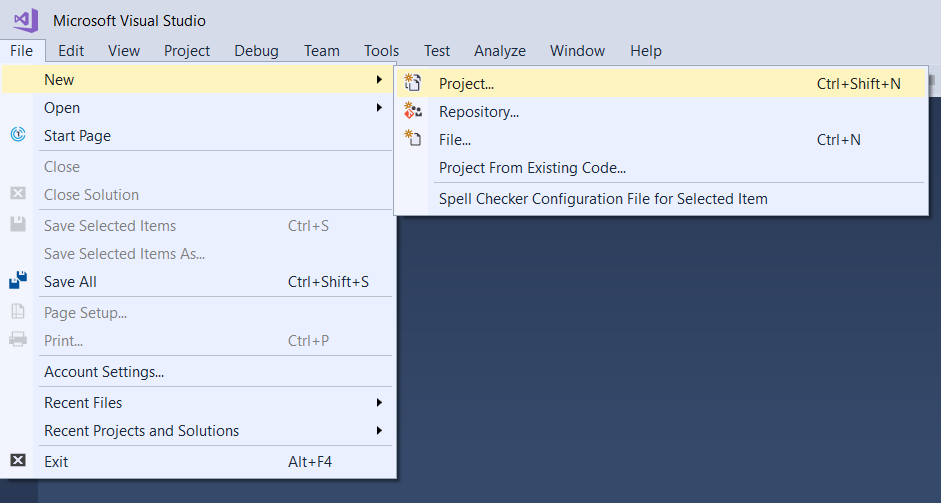 Microsoft Visual Studio
File Edit View Project Debug Team Tools Test Analyze Window Help
New
Project... Ctrl+Shift+N
Repository...
File... Ctrl+N
Project From Existing Code...
Spell Checker Configuration File for Selected Item
Open
Start Page
Close
Close Solution
Save Selected Items Ctrl+S
Save Selected Items As...
Save All Ctrl+Shift+S
Page Setup...
Print... Ctrl+P
Account Settings...
Recent Files
Recent Projects and Solutions
Exit Alt+F4